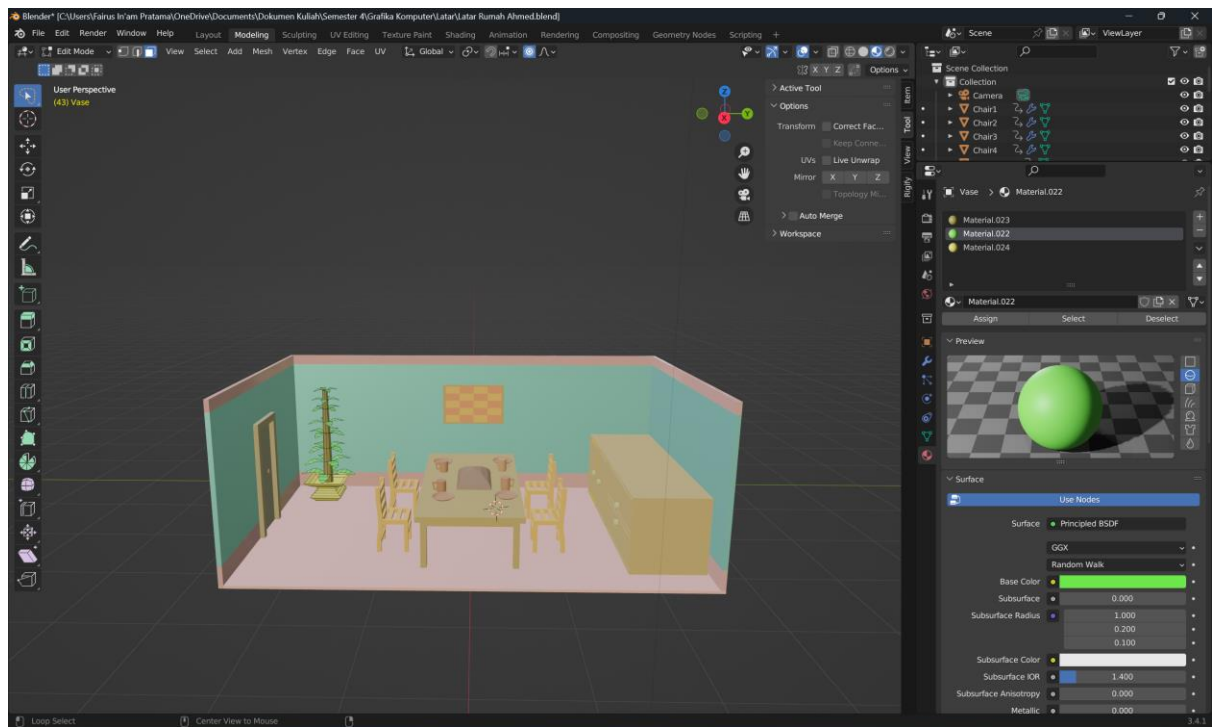 Blender* [C:\Users\Fairus In'am Pratama\OneDrive\Documents\Dokumen Kuliah\Semester 4\Grafika Komputer\Latar\Latar Rumah Ahmed.blend]
File Edit Render Window Help Layout Modeling Sculpting UV Editing Texture Paint Shading Animation Rendering Compositing Geometry Nodes Scripting + Scene ViewLayer
Edit Mode View Select Add Mesh Vertex Edge Face UV Global
X Y Z Options
User Perspective
(43) Vase
Active Tool
Options
Transform Correct Fac...
Keep Conne...
UVs Live Unwrap
Mirror X Y Z
Topology Mi...
Auto Merge
Workspace
Item
Tool
View
Rigify
Z
Y
X
Scene Collection
Collection
Camera
Chair1
Chair2
Chair3
Chair4
Vase > Material.022
Material.023
Material.022
Material.024
Material.022
Assign Select Deselect
Preview
Surface
Use Nodes
Surface Principled BSDF
GGX
Random Walk
Base Color
Subsurface 0.000
Subsurface Radius 1.000
0.200
0.100
Subsurface Color
Subsurface IOR 1.400
Subsurface Anisotropy 0.000
Metallic 0.000
Loop Select Center View to Mouse 3.4.1